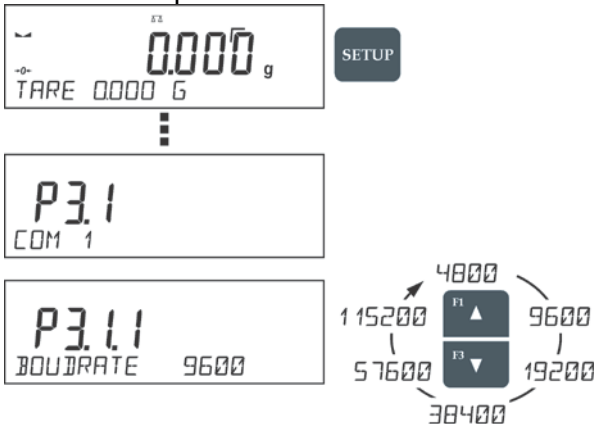 0.000 g
SETUP
→0←
TARE 0.000 G
P3.1
COM 1
P3.1.1
BOUDRATE 9600
4800
115200
F1
9600
57600
F3
19200
38400